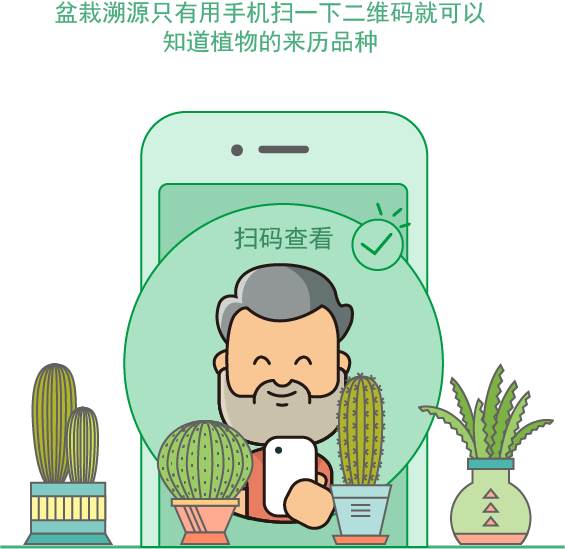 盆栽溯源只有用手机扫一下二维码就可以
知道植物的来历品种
扫码查看